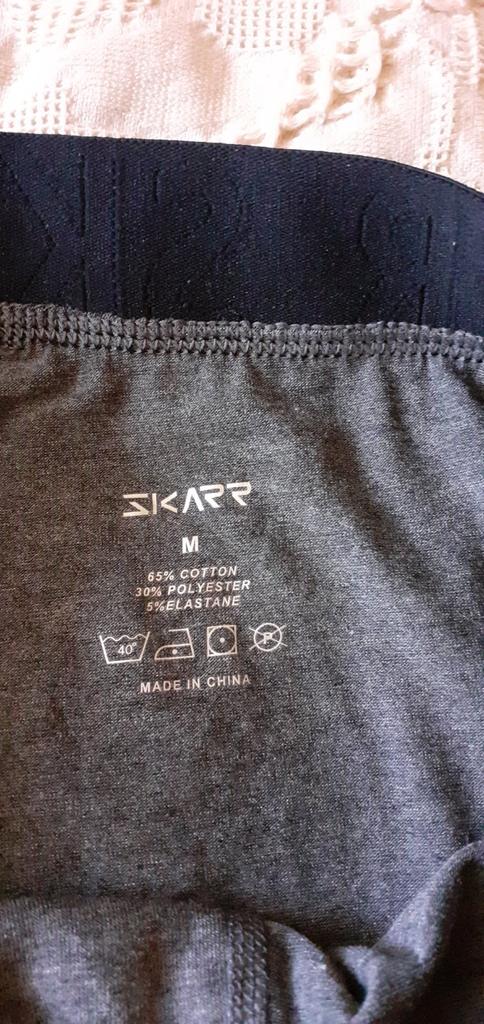 SKARR
M
65% COTTON
30% POLYESTER
5%ELASTANE
40° P
MADE IN CHINA